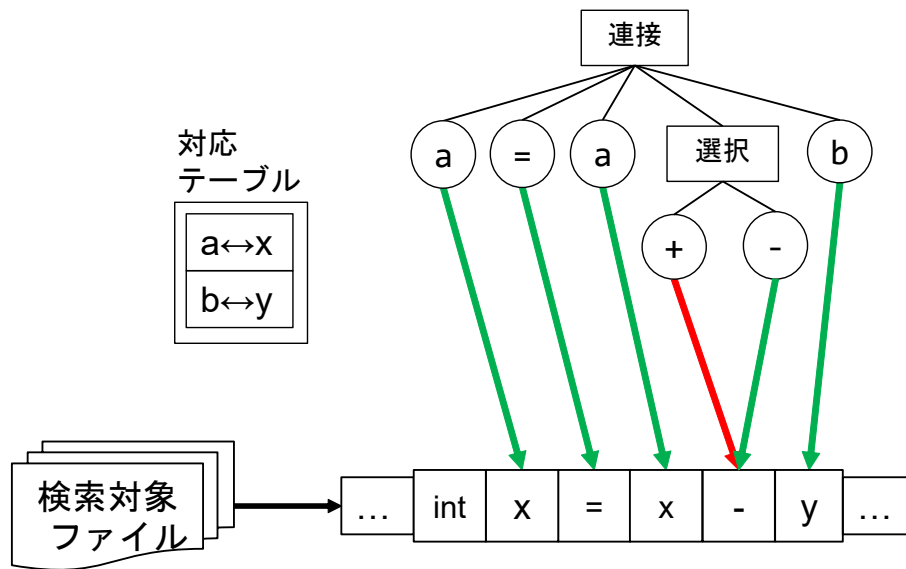 連接
a
=
a
選択
b
+
-
対応
テーブル
a↔x
b↔y
検索対象
ファイル
… int x = x - y …